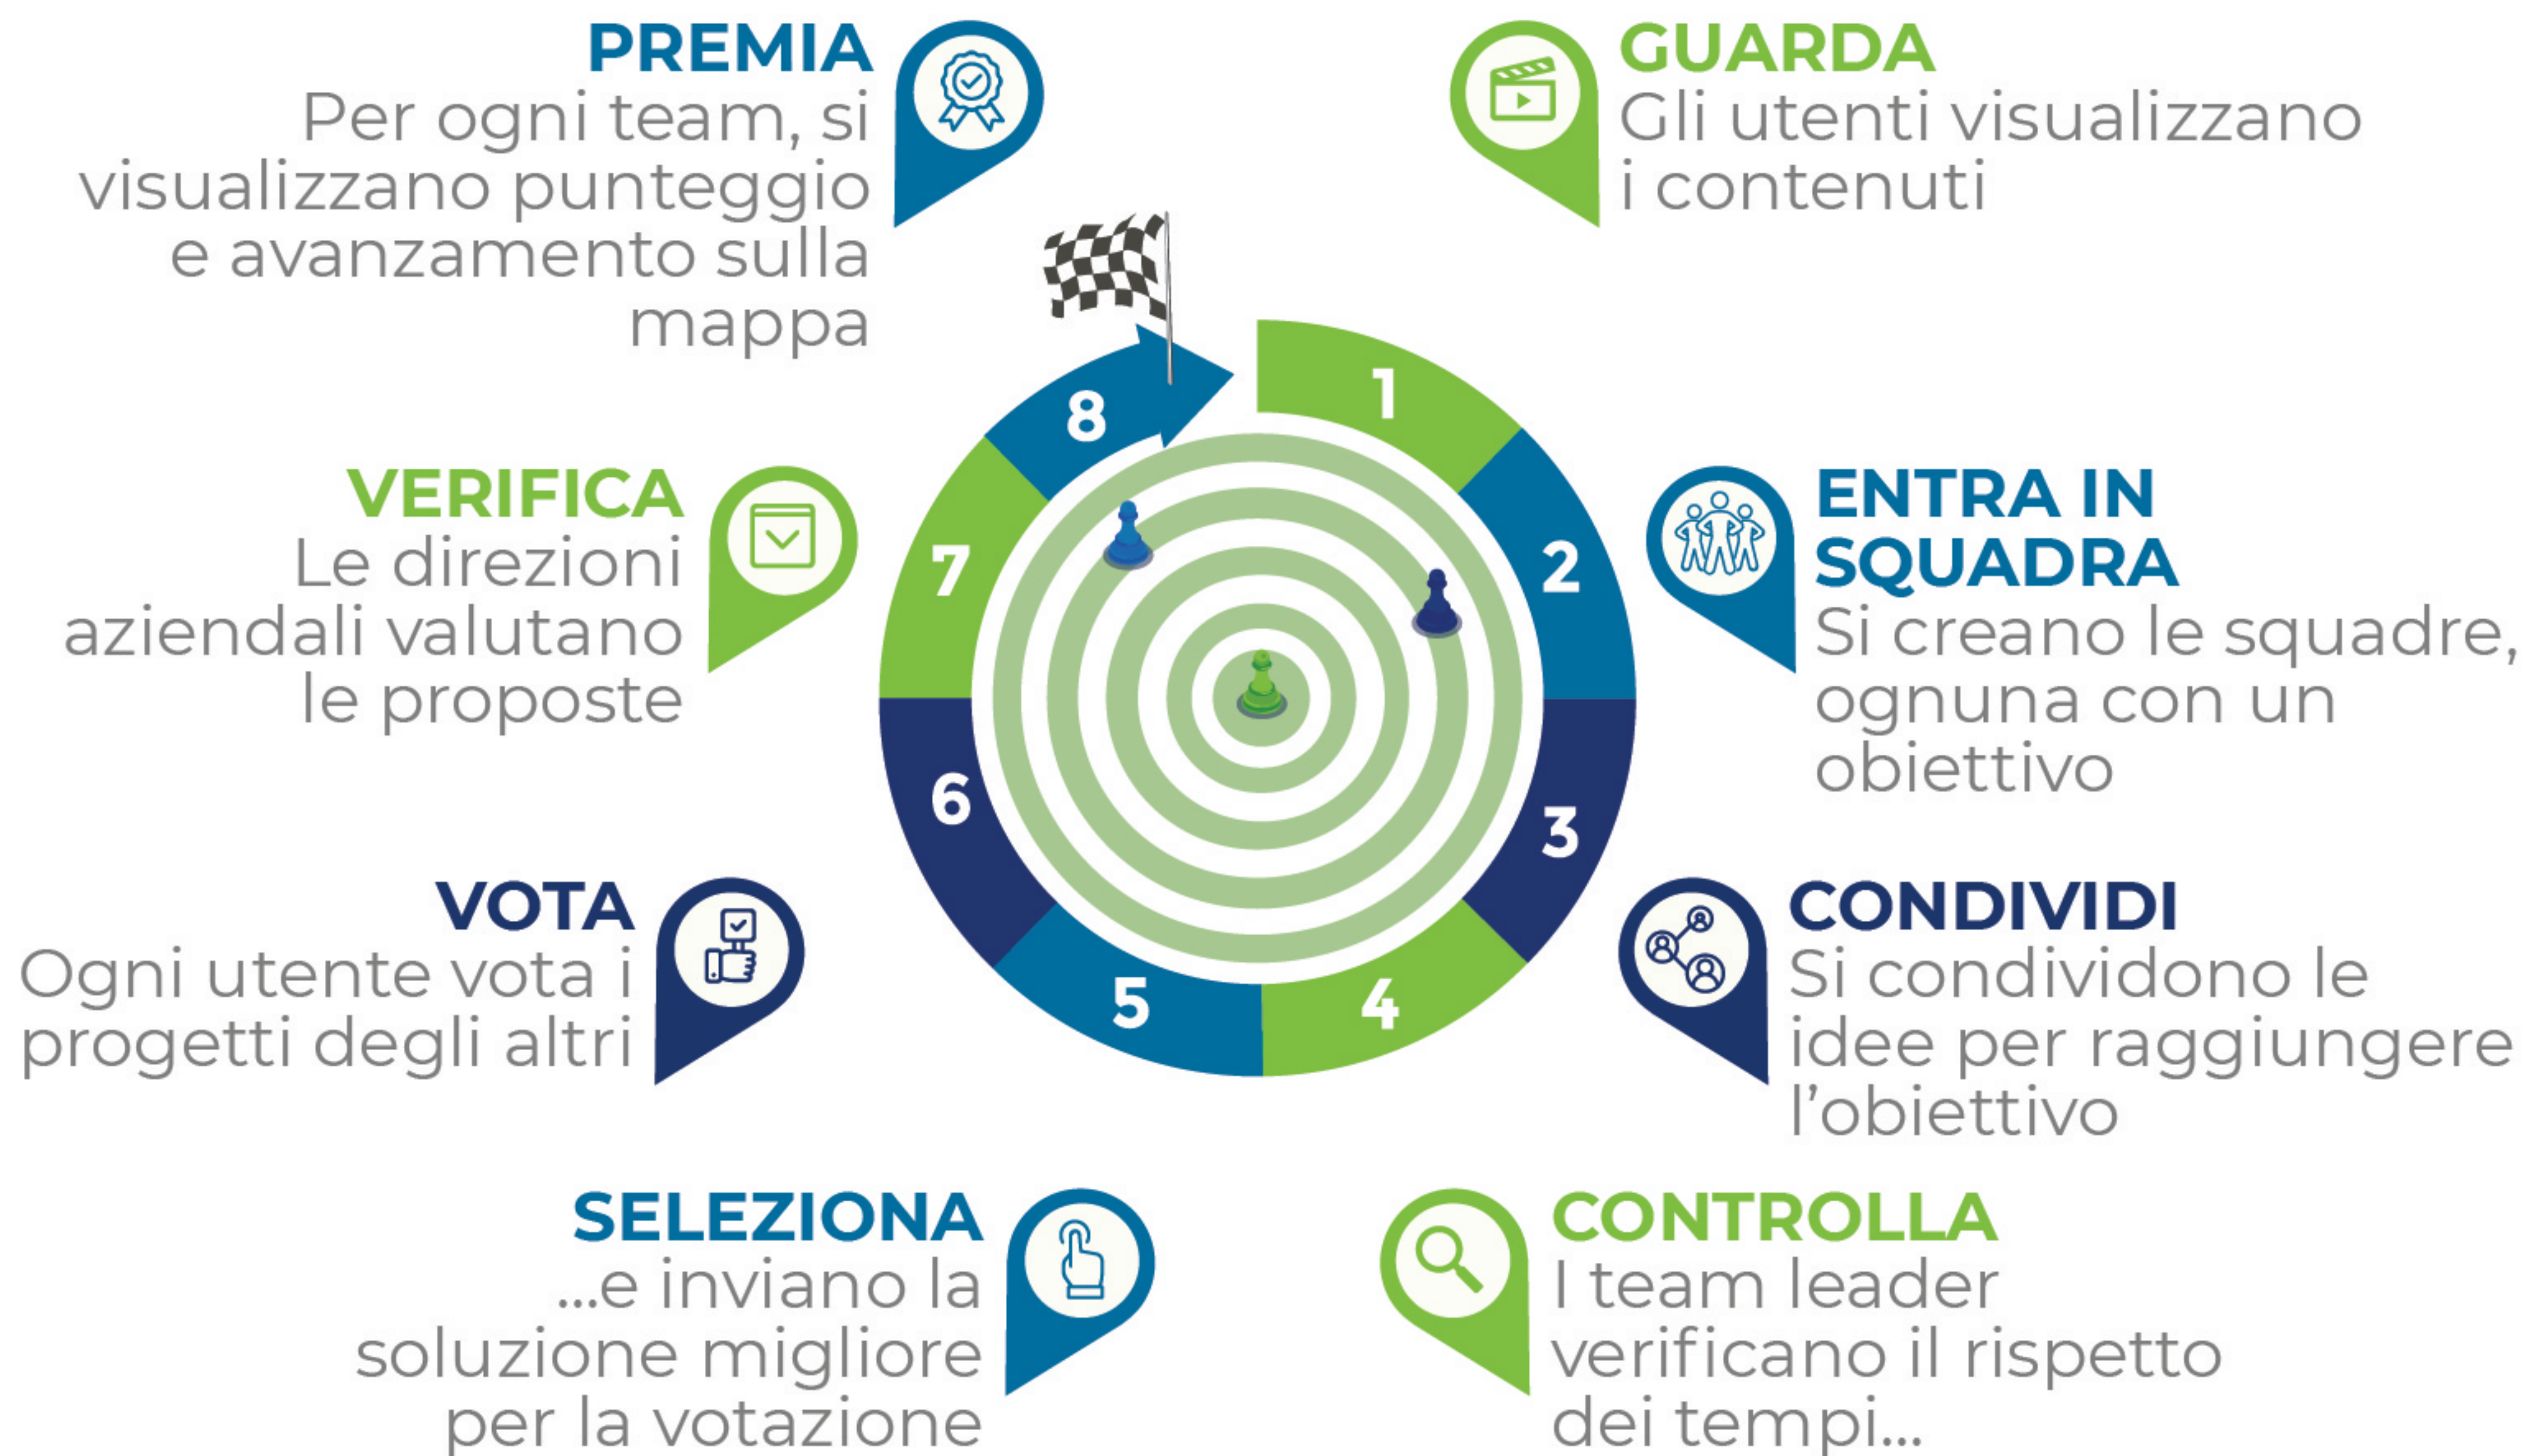 PREMIA
Per ogni team, si
visualizzano punteggio
e avanzamento sulla
mappa
GUARDA
Gli utenti visualizzano
i contenuti
VERIFICA
Le direzioni
aziendali valutano
le proposte
ENTRA IN
SQUADRA
Si creano le squadre,
ognuna con un
obiettivo
VOTA
Ogni utente vota i
progetti degli altri
CONDIVIDI
Si condividono le
idee per raggiungere
l'obiettivo
SELEZIONA
...e inviano la
soluzione migliore
per la votazione
CONTROLLA
I team leader
verificano il rispetto
dei tempi...
1
2
3
4
5
6
7
8